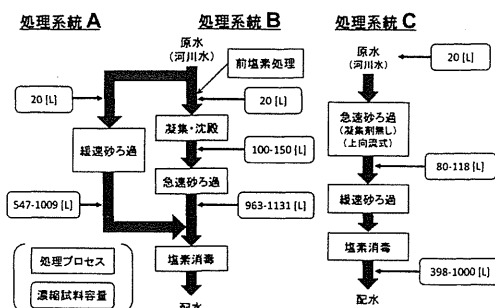 処理系統 A
処理系統 B
処理系統 C
原水
(河川水)
前塩素処理
20 [L]
20 [L]
凝集・沈殿
緩速砂ろ過
100-150 [L]
急速砂ろ過
547-1009 [L]
963-1131 [L]
塩素消毒
配水
処理プロセス
濃縮試料容量
原水
(河川水)
20 [L]
急速砂ろ過
(凝集剤無し)
(上向流式)
80-118 [L]
緩速砂ろ過
塩素消毒
398-1000 [L]
配水